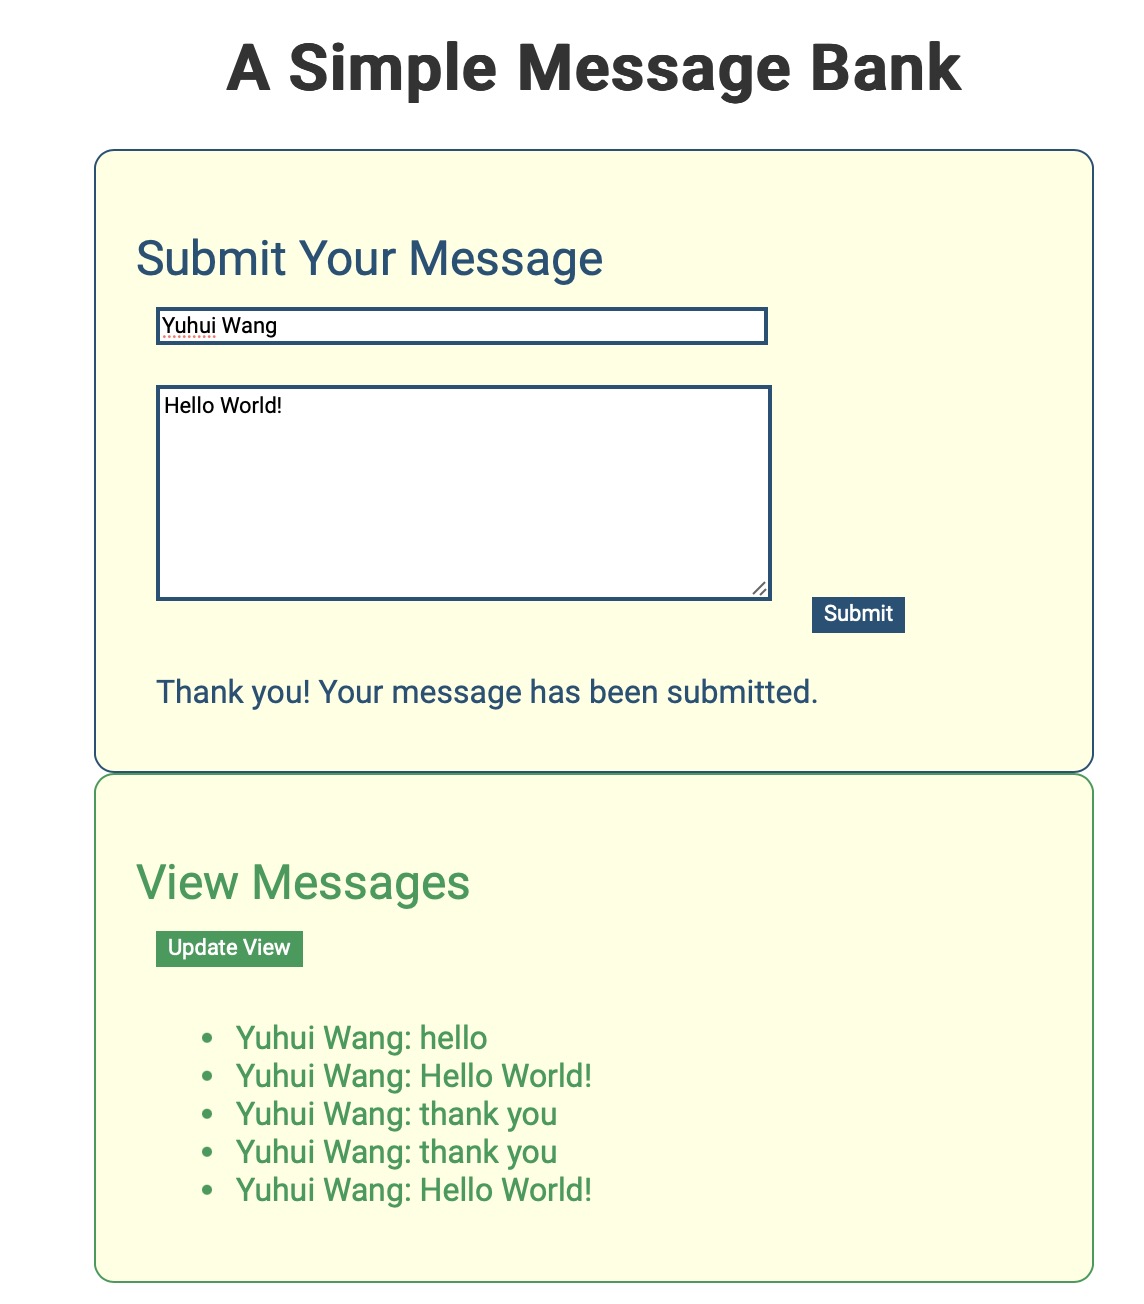 A Simple Message Bank
Submit Your Message
Yuhui Wang
Hello World!
Submit
Thank you! Your message has been submitted.
View Messages
Update View
• Yuhui Wang: hello
• Yuhui Wang: Hello World!
• Yuhui Wang: thank you
• Yuhui Wang: thank you
• Yuhui Wang: Hello World!